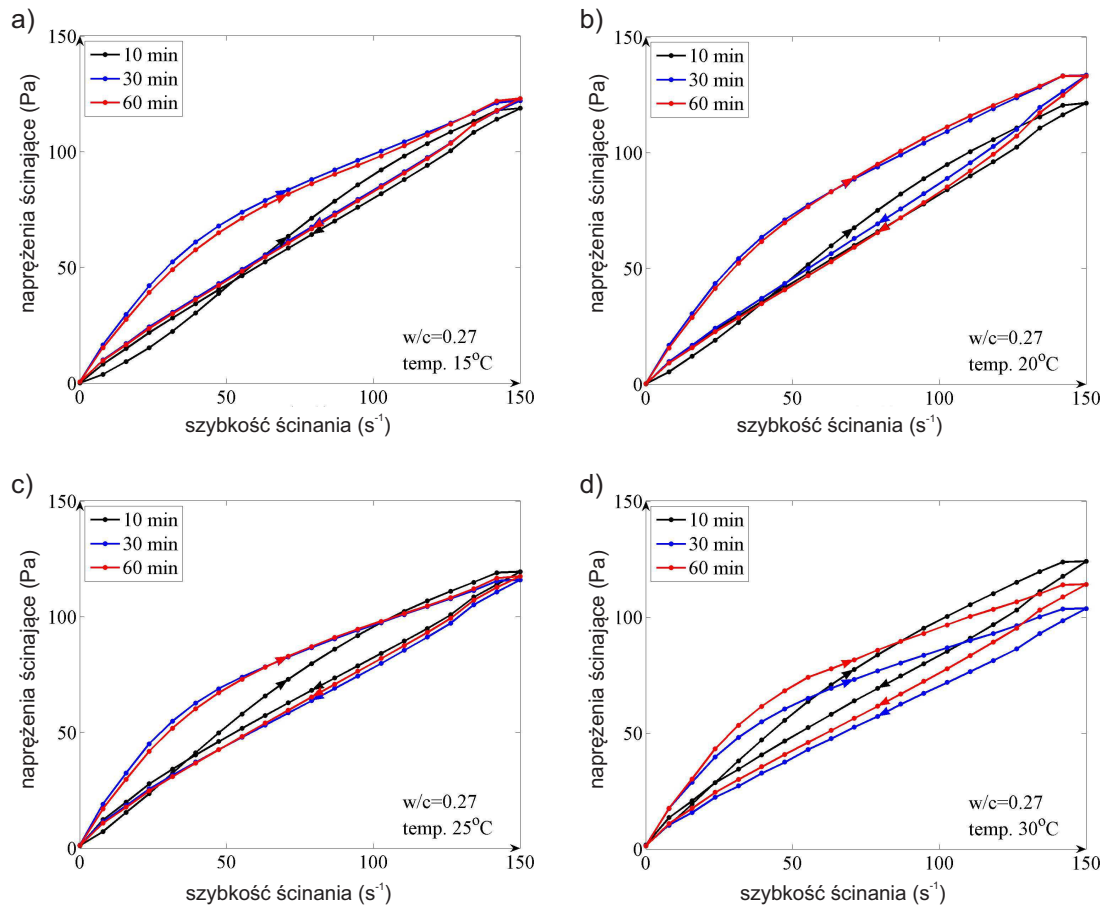 a)
150
10 min
30 min
60 min
100
50
0
naprężenia ścinające (Pa)
w/c=0.27
temp. 15°C
0
50
100
150
szybkość ścinania (s⁻¹)
b)
150
10 min
30 min
60 min
100
50
0
naprężenia ścinające (Pa)
w/c=0.27
temp. 20°C
0
50
100
150
szybkość ścinania (s⁻¹)
c)
150
10 min
30 min
60 min
100
50
0
naprężenia ścinające (Pa)
w/c=0.27
temp. 25°C
0
50
100
150
szybkość ścinania (s⁻¹)
d)
150
10 min
30 min
60 min
100
50
0
naprężenia ścinające (Pa)
w/c=0.27
temp. 30°C
0
50
100
150
szybkość ścinania (s⁻¹)